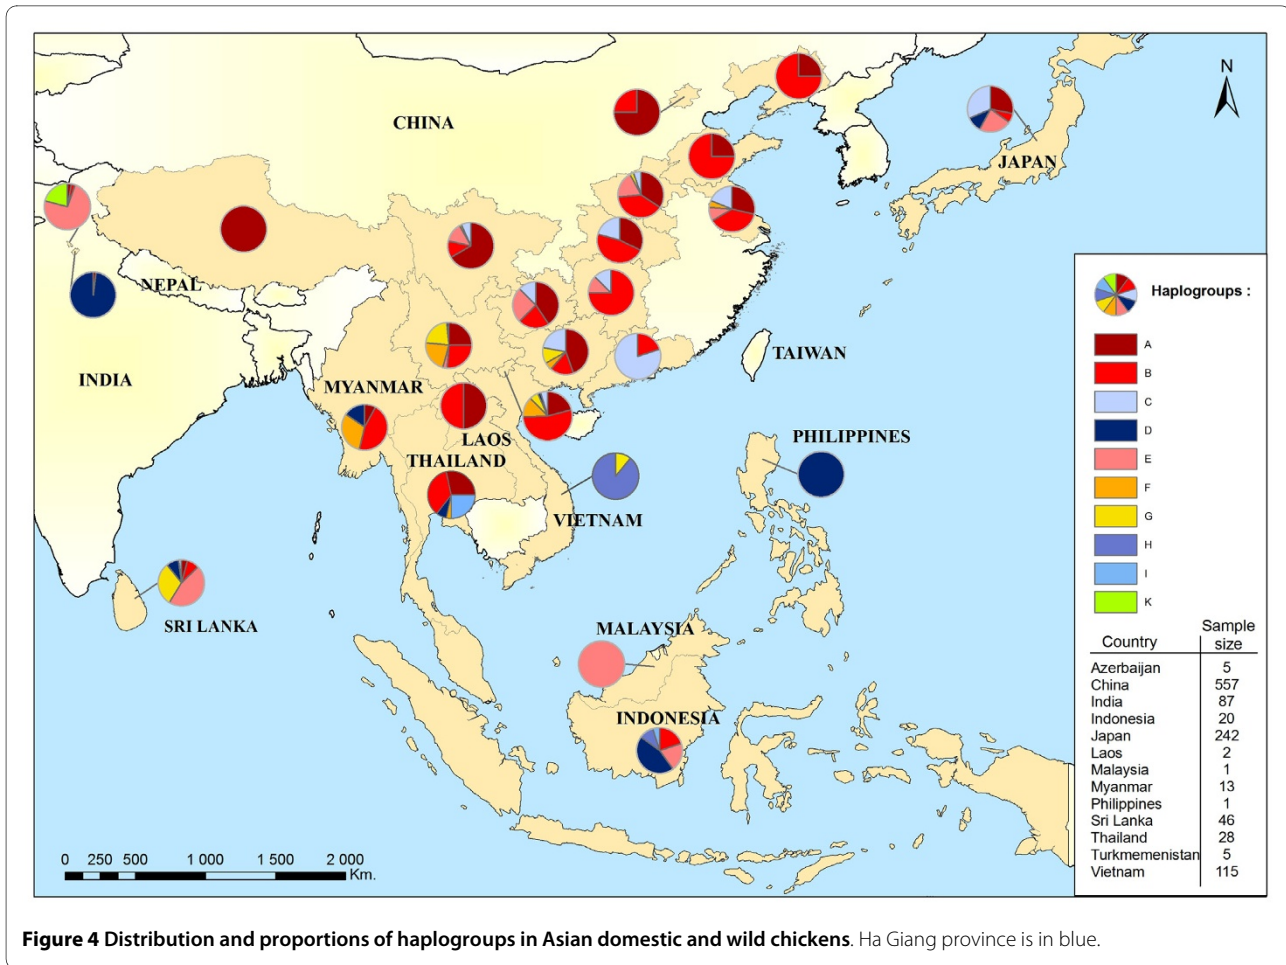 N
CHINA
JAPAN
NEPAL
INDIA
TAIWAN
MYANMAR
LAOS
THAILAND
PHILIPPINES
VIETNAM
SRI LANKA
MALAYSIA
INDONESIA
0 250 500 1 000 1 500 2 000
Km.
Haplogroups :
A
B
C
D
E
F
G
H
I
K
Country Sample size
Azerbaijan 5
China 557
India 87
Indonesia 20
Japan 242
Laos 2
Malaysia 1
Myanmar 13
Philippines 1
Sri Lanka 46
Thailand 28
Turkmemenistan 5
Vietnam 115
Figure 4 Distribution and proportions of haplogroups in Asian domestic and wild chickens. Ha Giang province is in blue.